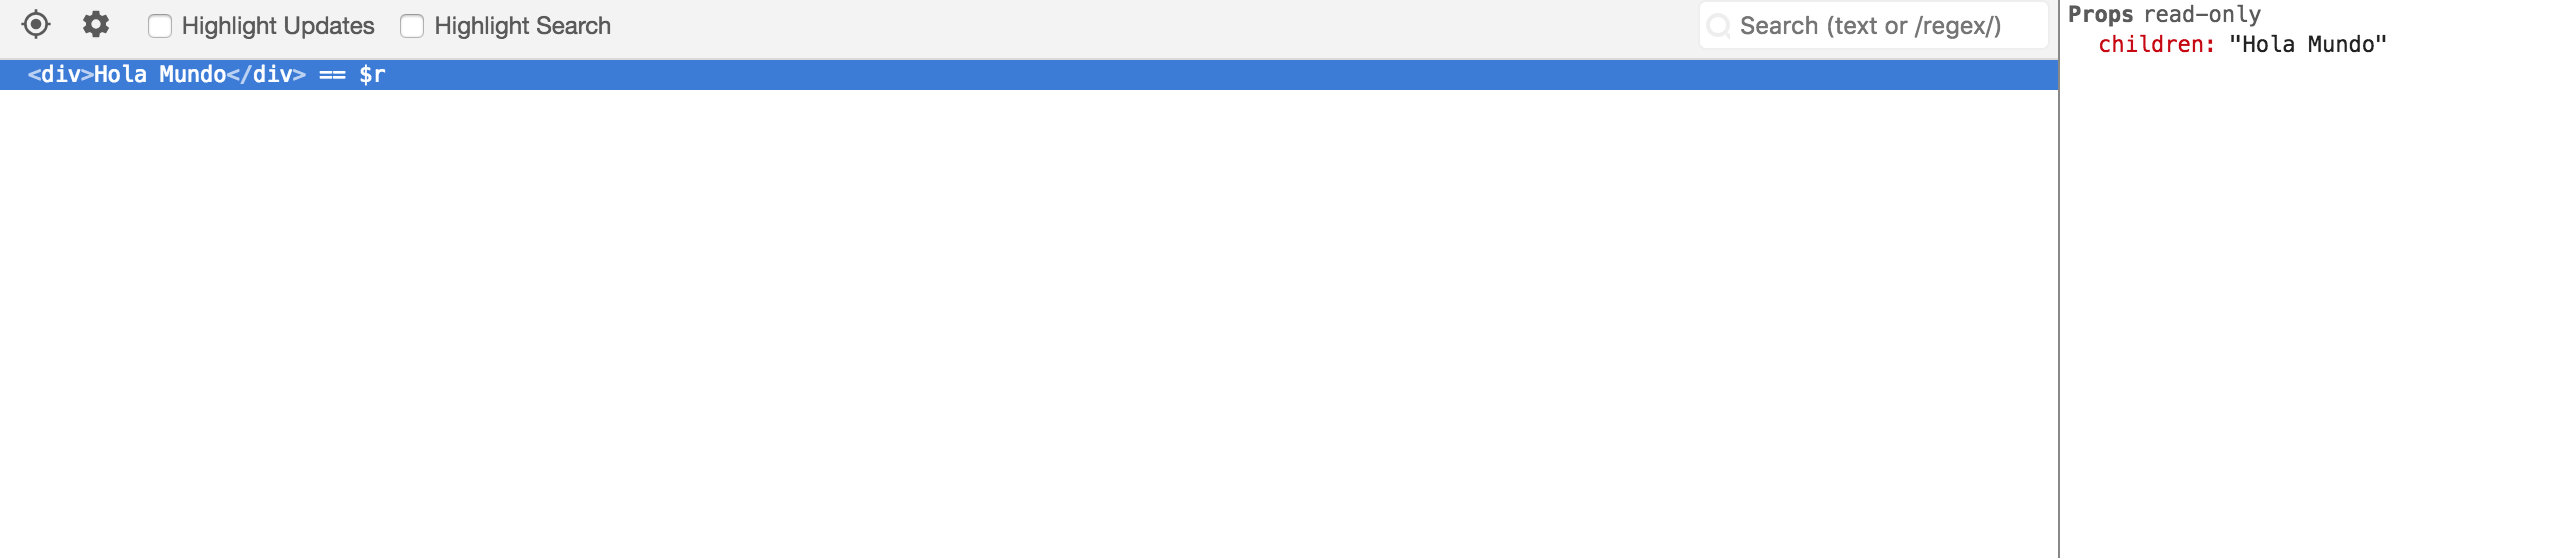 Highlight Updates Highlight Search Search (text or /regex/)
<div>Hola Mundo</div> == $r
Props read-only
children: "Hola Mundo"